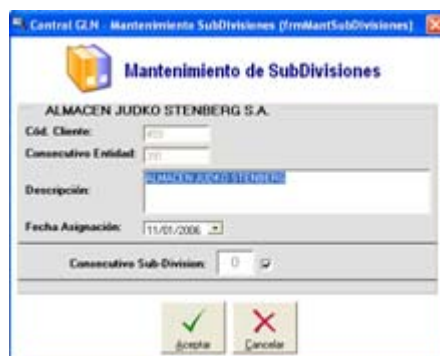 Control GLN - Mantenimiento SubDivisiones (frmMantSubDivisiones)
Mantenimiento de SubDivisiones
ALMACEN JUDKO STENBERG S.A.
Cód. Cliente:
Consecutivo Entidad:
Descripción: ALMACEN JUDKO STENBERG
Fecha Asignación: 11/01/2006
Consecutivo Sub-Division: 0
Aceptar Cancelar